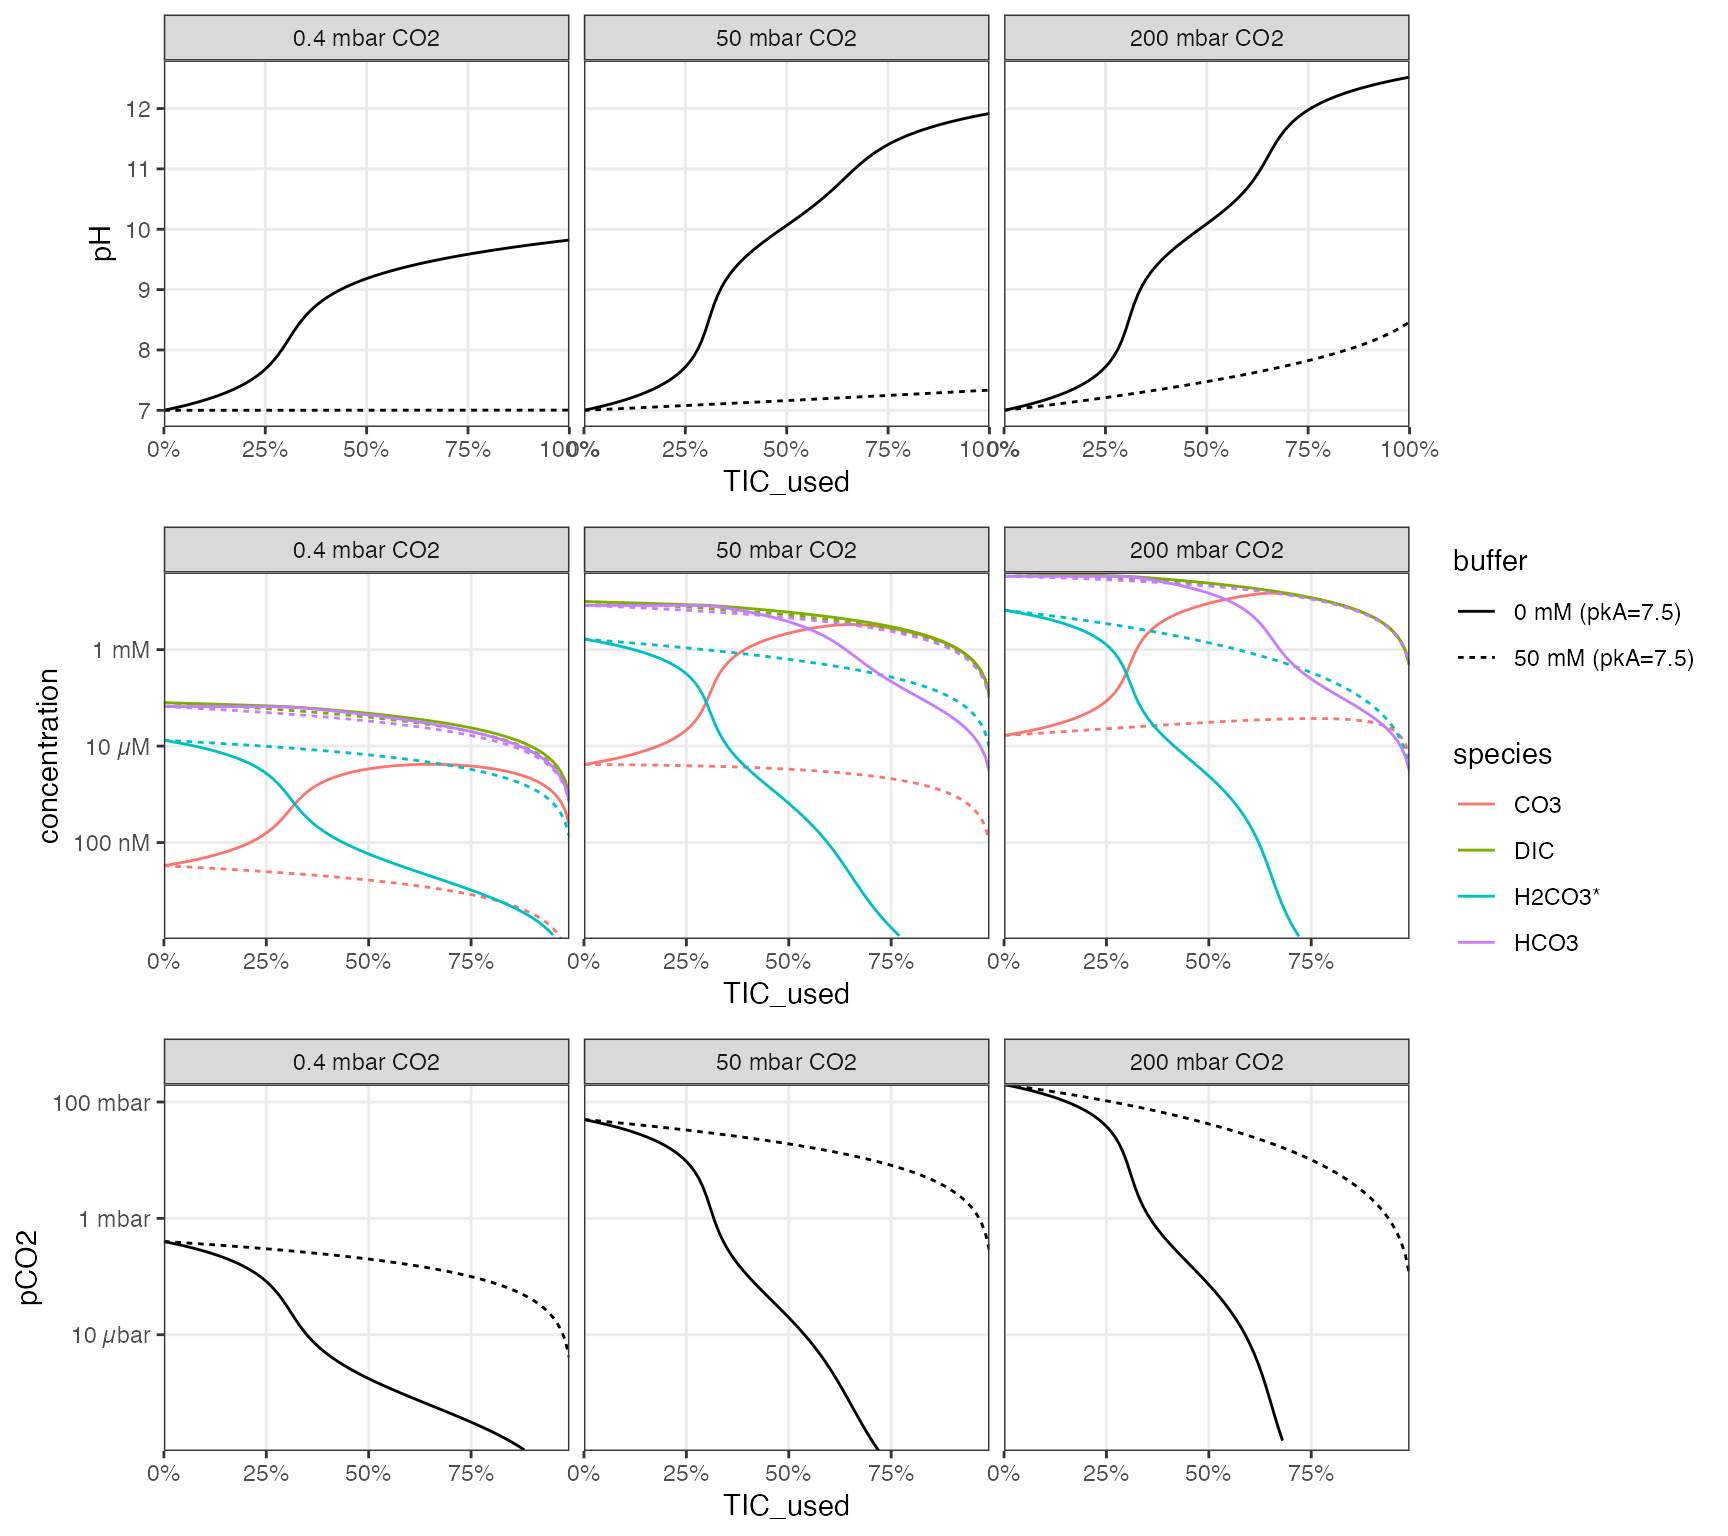 0.4 mbar CO2 50 mbar CO2 200 mbar CO2
12
11
10
9
8
7
pH
0% 25% 50% 75% 100% 0% 25% 50% 75% 100% 0% 25% 50% 75% 100%
TIC_used
0.4 mbar CO2 50 mbar CO2 200 mbar CO2
1 mM
10 µM
100 nM
concentration
0% 25% 50% 75% 0% 25% 50% 75% 0% 25% 50% 75%
TIC_used
buffer
0 mM (pkA=7.5)
50 mM (pkA=7.5)
species
CO3
DIC
H2CO3*
HCO3
0.4 mbar CO2 50 mbar CO2 200 mbar CO2
100 mbar
1 mbar
10 µbar
pCO2
0% 25% 50% 75% 0% 25% 50% 75% 0% 25% 50% 75%
TIC_used